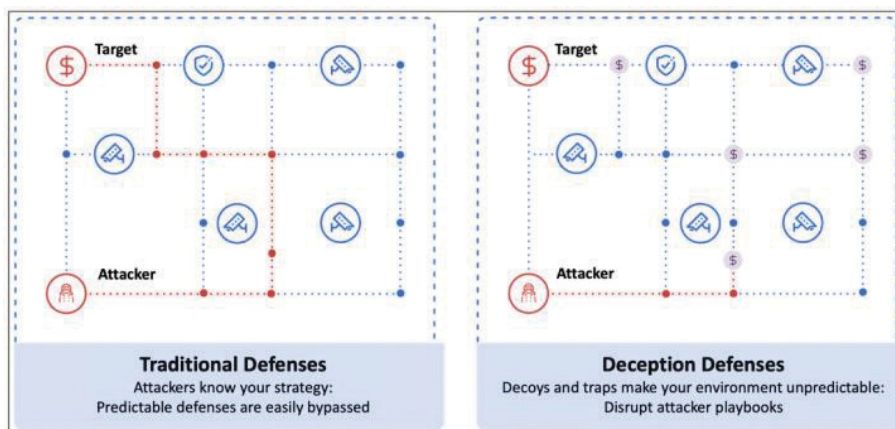 Target
$
Attacker
Traditional Defenses
Attackers know your strategy:
Predictable defenses are easily bypassed
Target
$
$
$
$
$
$
Attacker
Deception Defenses
Decoys and traps make your environment unpredictable:
Disrupt attacker playbooks